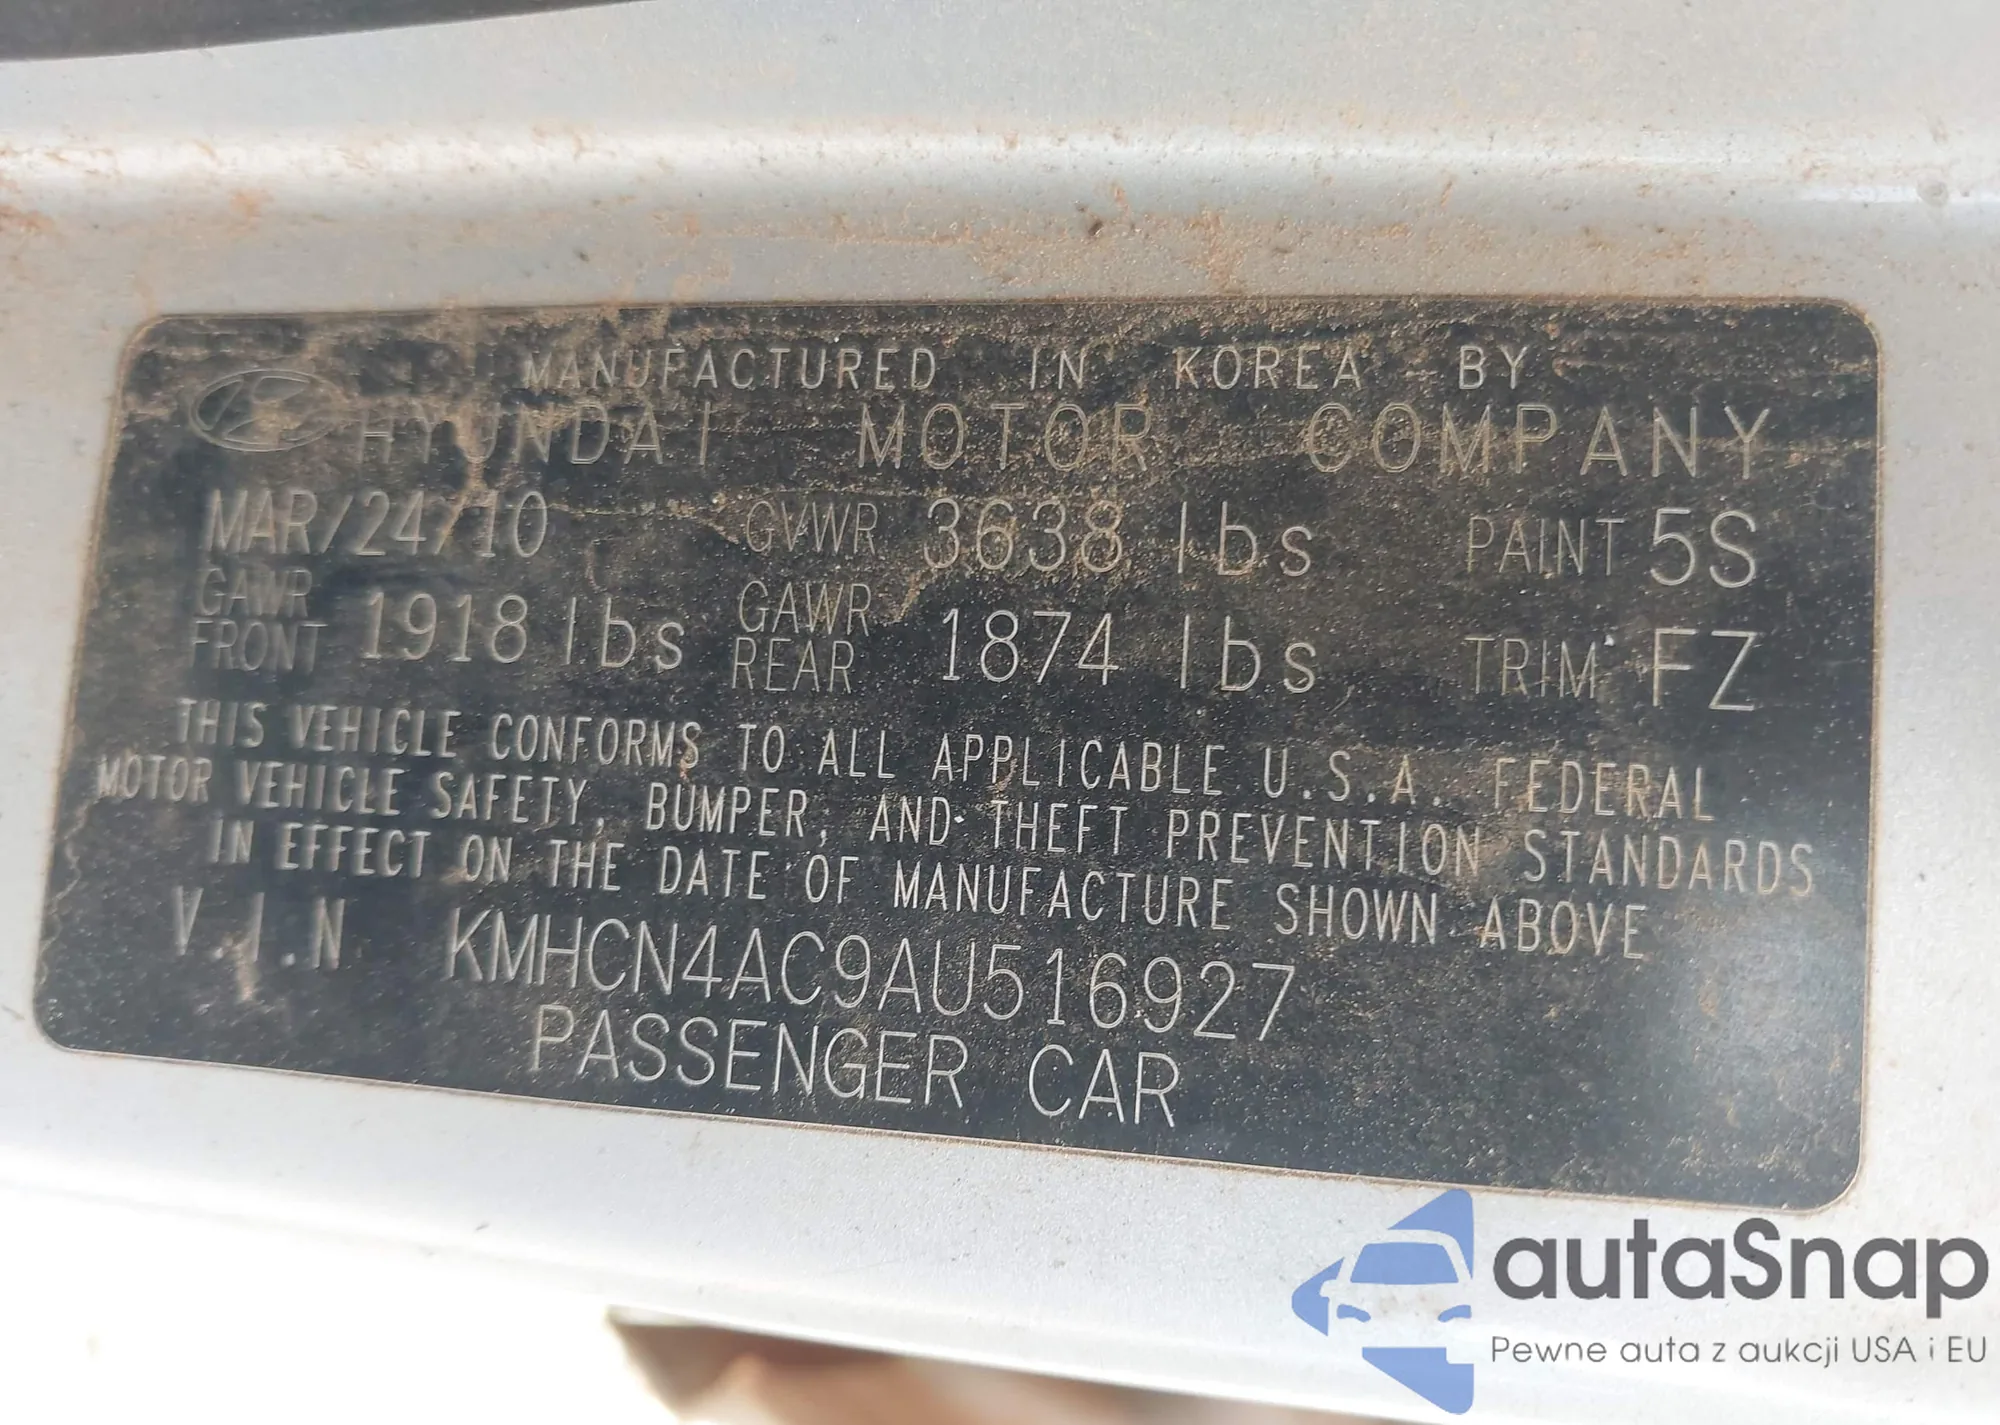 MANUFACTURED IN KOREA BY
HYUNDAI MOTOR COMPANY
MAR/24/10 GVWR 3638 lbs PAINT 5S
GAWR FRONT 1918 lbs GAWR REAR 1874 lbs TRIM FZ
THIS VEHICLE CONFORMS TO ALL APPLICABLE U.S.A. FEDERAL
MOTOR VEHICLE SAFETY, BUMPER, AND THEFT PREVENTION STANDARDS
IN EFFECT ON THE DATE OF MANUFACTURE SHOWN ABOVE
V.I.N KMHCN4AC9AU516927
PASSENGER CAR
autaSnap
Pewne auta z aukcji USA i EU